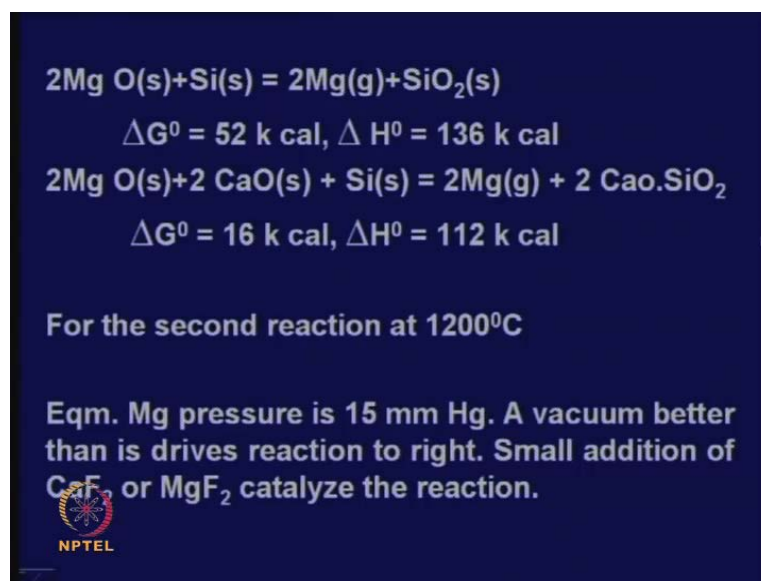 2Mg O(s)+Si(s) = 2Mg(g)+SiO₂(s)
ΔG⁰ = 52 k cal, Δ H⁰ = 136 k cal
2Mg O(s)+2 CaO(s) + Si(s) = 2Mg(g) + 2 Cao.SiO₂
ΔG⁰ = 16 k cal, ΔH⁰ = 112 k cal
For the second reaction at 1200⁰C
Eqm. Mg pressure is 15 mm Hg. A vacuum better
than is drives reaction to right. Small addition of
CaF₂ or MgF₂ catalyze the reaction.
NPTEL